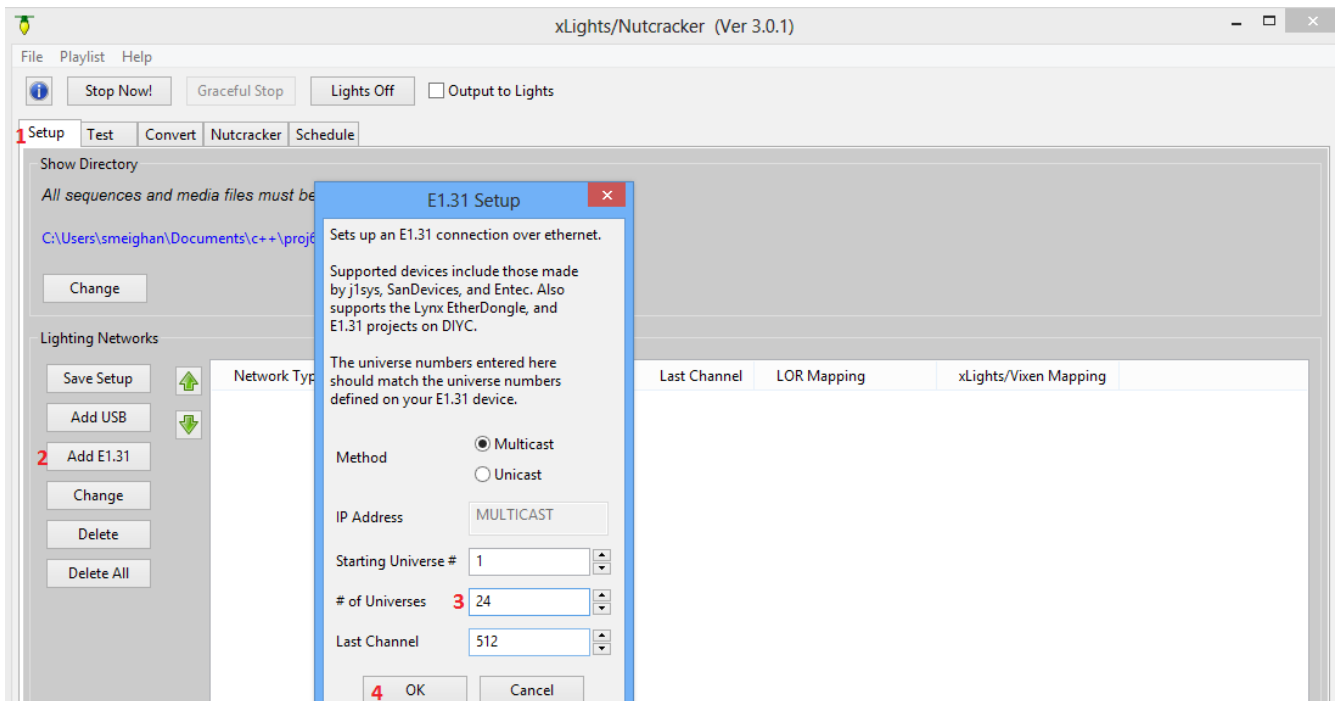 xLights/Nutcracker (Ver 3.0.1)
File Playlist Help
Stop Now! Graceful Stop Lights Off Output to Lights
1 Setup Test Convert Nutcracker Schedule
Show Directory
All sequences and media files must be
C:\Users\smeighan\Documents\c++\proj6
Change
Lighting Networks
Save Setup
Add USB
2 Add E1.31
Change
Delete
Delete All
Network Typ Last Channel LOR Mapping xLights/Vixen Mapping
E1.31 Setup
Sets up an E1.31 connection over ethernet.
Supported devices include those made
by j1sys, SanDevices, and Entec. Also
supports the Lynx EtherDongle, and
E1.31 projects on DIYC.
The universe numbers entered here
should match the universe numbers
defined on your E1.31 device.
Method Multicast
Unicast
IP Address MULTICAST
Starting Universe # 1
# of Universes 3 24
Last Channel 512
4 OK Cancel